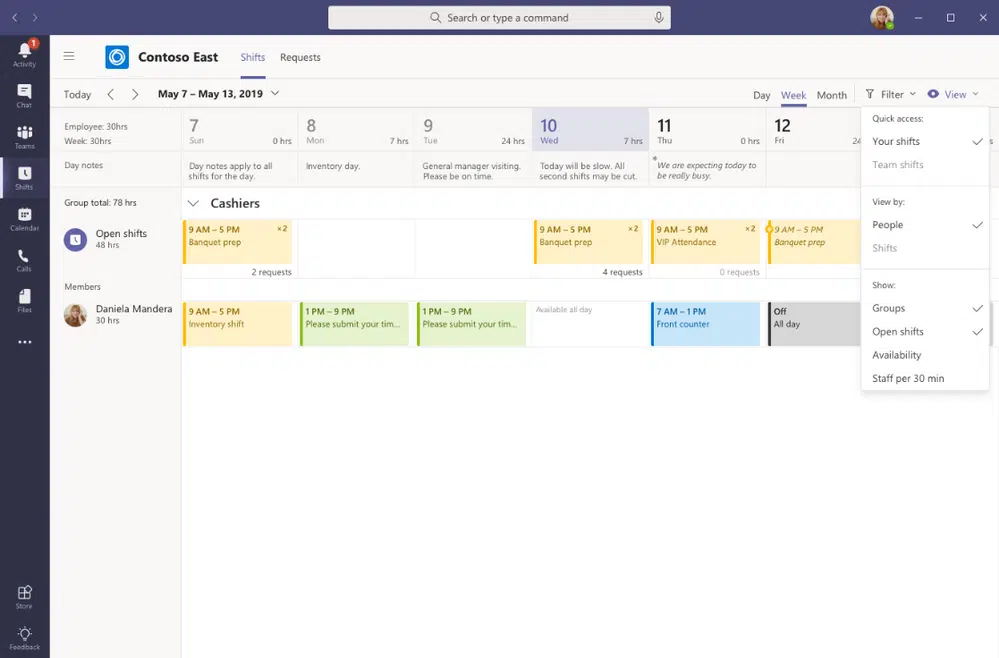 Search or type a command
1
Activity
Chat
Teams
Shifts
Calendar
Calls
Files
Store
Feedback
Contoso East
Shifts
Requests
Today
May 7 – May 13, 2019
Day
Week
Month
Filter
View
Employee: 30hrs
Week: 30hrs
7
Sun
0 hrs
8
Mon
7 hrs
9
Tue
24 hrs
10
Wed
7 hrs
11
Thu
0 hrs
12
Fri
Day notes
Day notes apply to all
shifts for the day.
Inventory day.
General manager visiting.
Please be on time.
Today will be slow. All
second shifts may be cut.
*We are expecting today to
be really busy.
Group total: 78 hrs
Cashiers
Open shifts
48 hrs
9 AM – 5 PM ×2
Banquet prep
2 requests
9 AM – 5 PM ×2
Banquet prep
4 requests
9 AM – 5 PM ×2
VIP Attendance
0 requests
9 AM – 5 PM
Banquet prep
Members
Daniela Mandera
30 hrs
9 AM – 5 PM
Inventory shift
1 PM – 9 PM
Please submit your tim...
1 PM – 9 PM
Please submit your tim...
Available all day
7 AM – 1 PM
Front counter
Off
All day
Quick access:
Your shifts
Team shifts
View by:
People
Shifts
Show:
Groups
Open shifts
Availability
Staff per 30 min